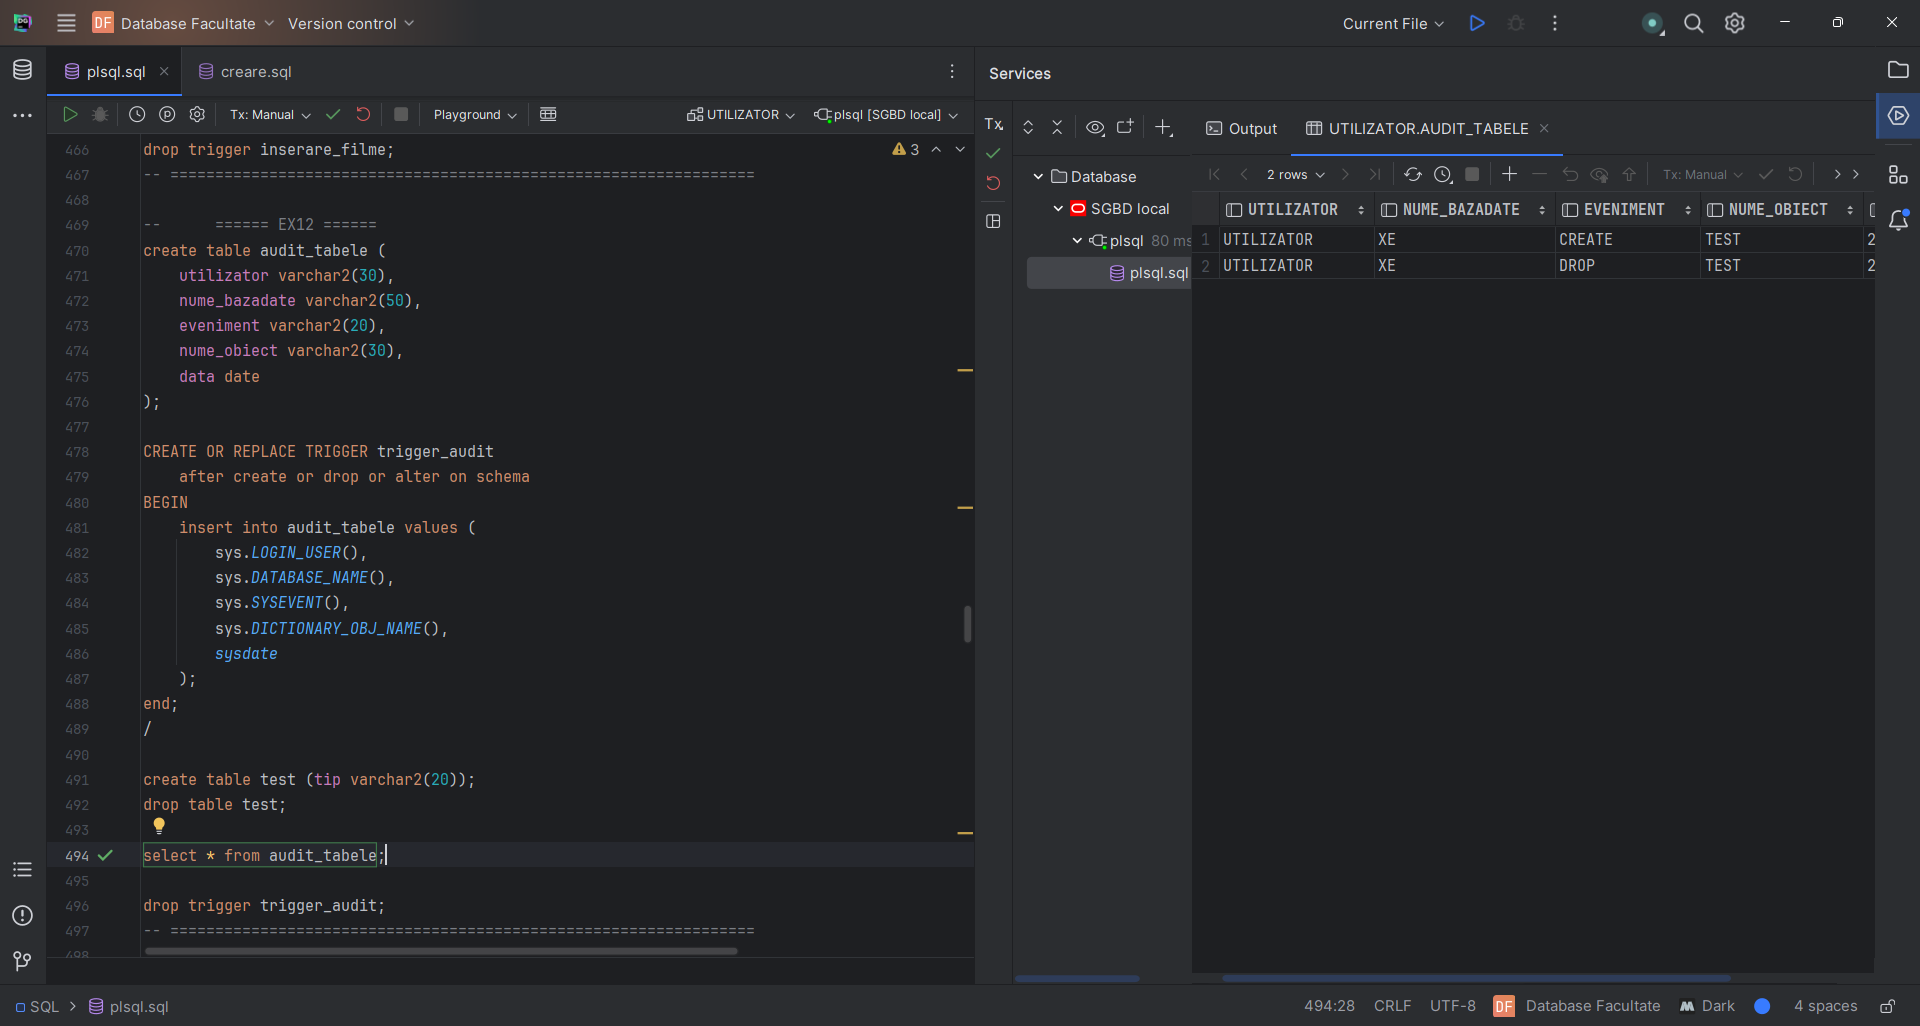 DF Database Facultate Version control Current File
plsql.sql creare.sql Services
Tx: Manual Playground UTILIZATOR plsql [SGBD local]
466 drop trigger inserare_filme; 3
467 -- =================================================================
468
469 -- ====== EX12 ======
470 create table audit_tabele (
471 utilizator varchar2(30),
472 nume_bazadate varchar2(50),
473 eveniment varchar2(20),
474 nume_obiect varchar2(30),
475 data date
476 );
477
478 CREATE OR REPLACE TRIGGER trigger_audit
479 after create or drop or alter on schema
480 BEGIN
481 insert into audit_tabele values (
482 sys.LOGIN_USER(),
483 sys.DATABASE_NAME(),
484 sys.SYSEVENT(),
485 sys.DICTIONARY_OBJ_NAME(),
486 sysdate
487 );
488 end;
489 /
490
491 create table test (tip varchar2(20));
492 drop table test;
493
494 select * from audit_tabele;
495
496 drop trigger trigger_audit;
497 -- =================================================================
498
Tx
Database
SGBD local
plsql 80 ms
plsql.sql
Output UTILIZATOR.AUDIT_TABELE
2 rows Tx: Manual
UTILIZATOR NUME_BAZADATE EVENIMENT NUME_OBIECT
1 UTILIZATOR XE CREATE TEST 2
2 UTILIZATOR XE DROP TEST 2
SQL > plsql.sql 494:28 CRLF UTF-8 DF Database Facultate Dark 4 spaces